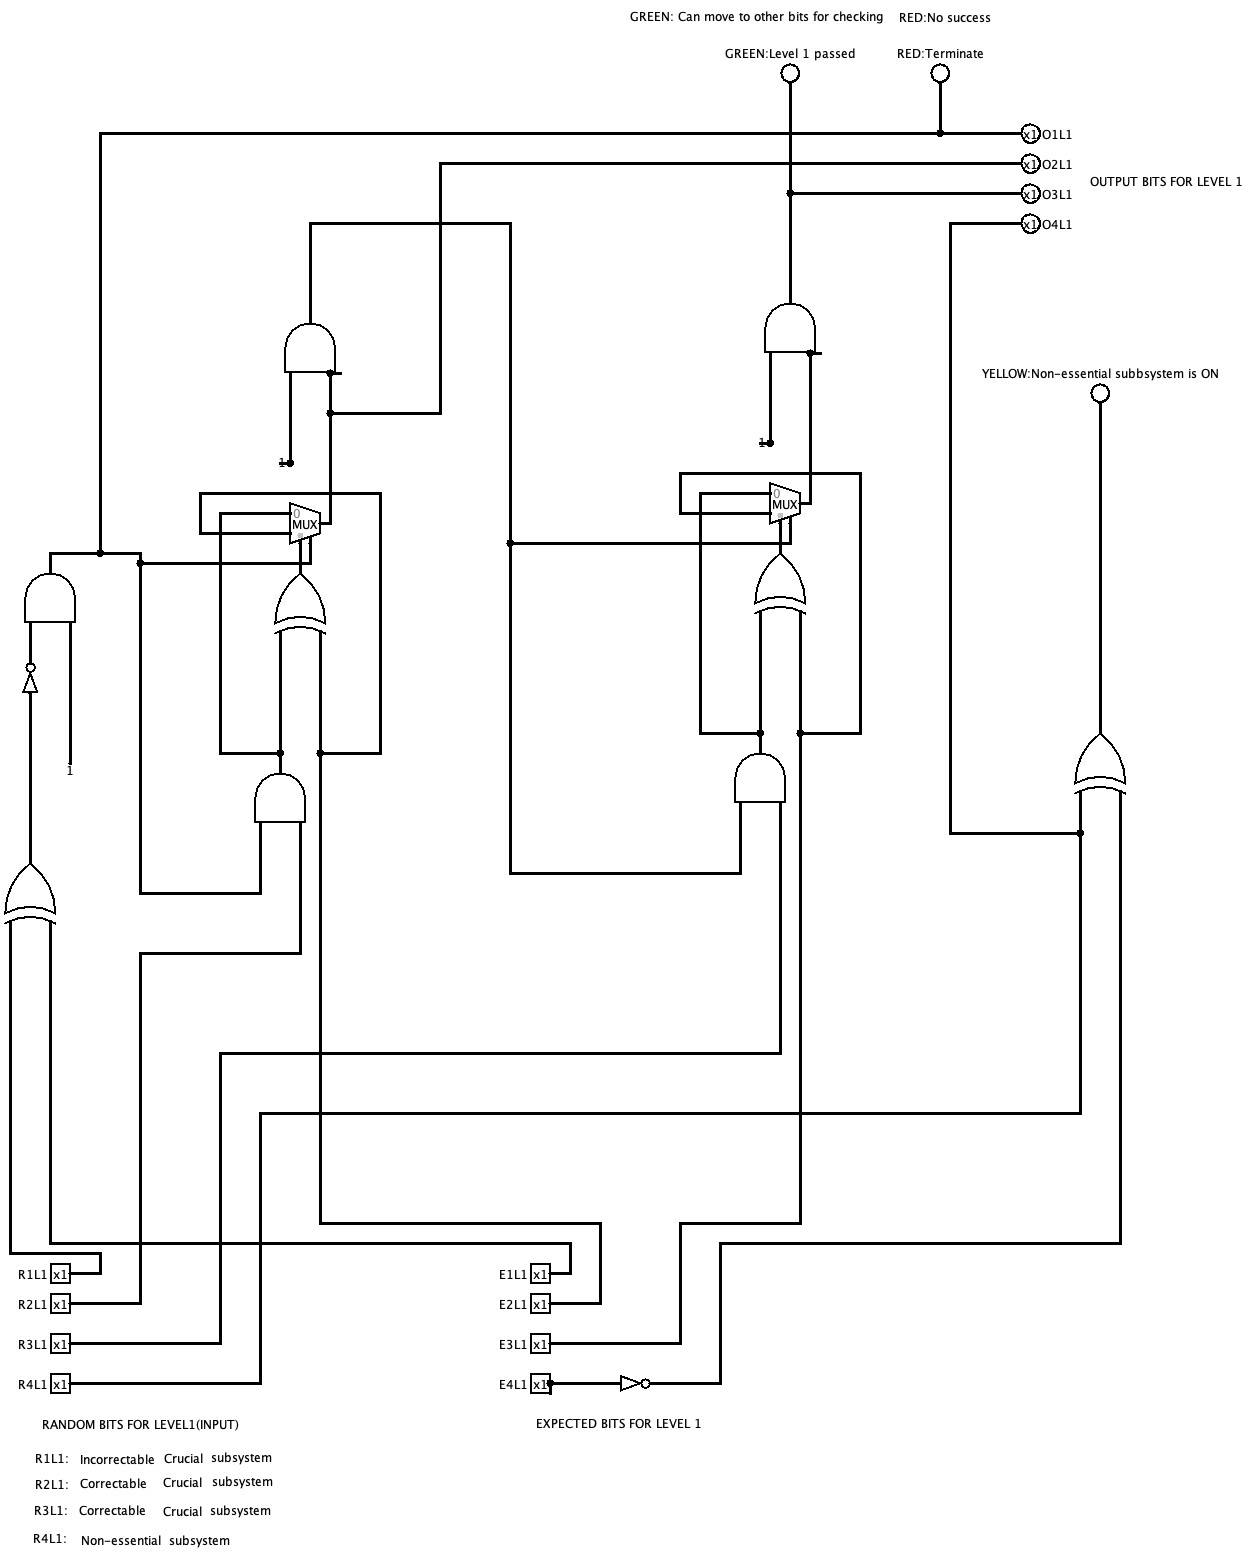 GREEN: Can move to other bits for checking RED:No success
GREEN:Level 1 passed RED:Terminate
x1 O1L1
x1 O2L1
OUTPUT BITS FOR LEVEL 1
x1 O3L1
x1 O4L1
YELLOW:Non-essential subbsystem is ON
1
1
0
MUX
0
MUX
1
R1L1 x1
E1L1 x1
R2L1 x1
E2L1 x1
R3L1 x1
E3L1 x1
R4L1 x1
E4L1 x1
RANDOM BITS FOR LEVEL1(INPUT)
EXPECTED BITS FOR LEVEL 1
R1L1: Incorrectable Crucial subsystem
R2L1: Correctable Crucial subsystem
R3L1: Correctable Crucial subsystem
R4L1: Non-essential subsystem